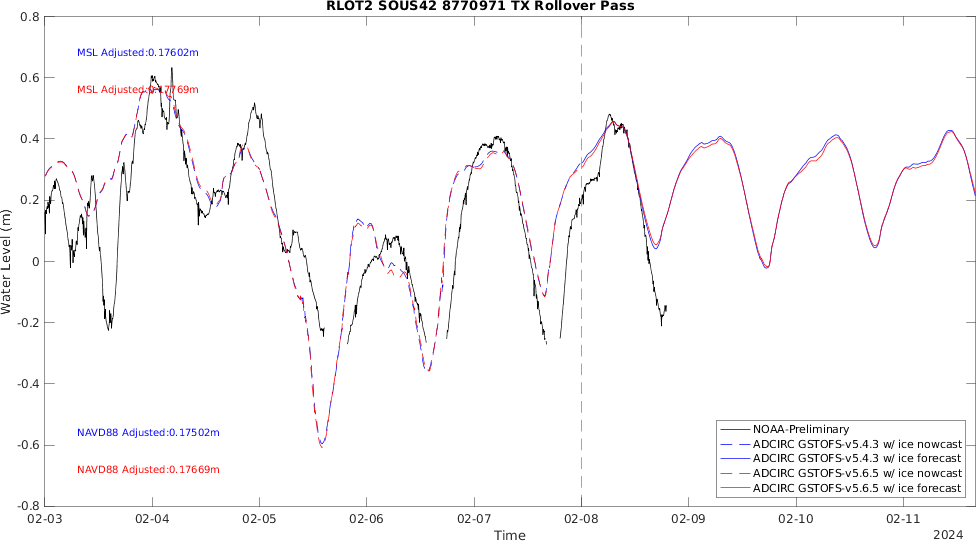 RLOT2 SOUS42 8770971 TX Rollover Pass
0.8
0.6
0.4
0.2
0
-0.2
-0.4
-0.6
-0.8
Water Level (m)
MSL Adjusted:0.17602m
MSL Adjusted:0.17769m
NAVD88 Adjusted:0.17502m
NAVD88 Adjusted:0.17669m
NOAA-Preliminary
ADCIRC GSTOFS-v5.4.3 w/ ice nowcast
ADCIRC GSTOFS-v5.4.3 w/ ice forecast
ADCIRC GSTOFS-v5.6.5 w/ ice nowcast
ADCIRC GSTOFS-v5.6.5 w/ ice forecast
02-03 02-04 02-05 02-06 02-07 02-08 02-09 02-10 02-11
Time
2024